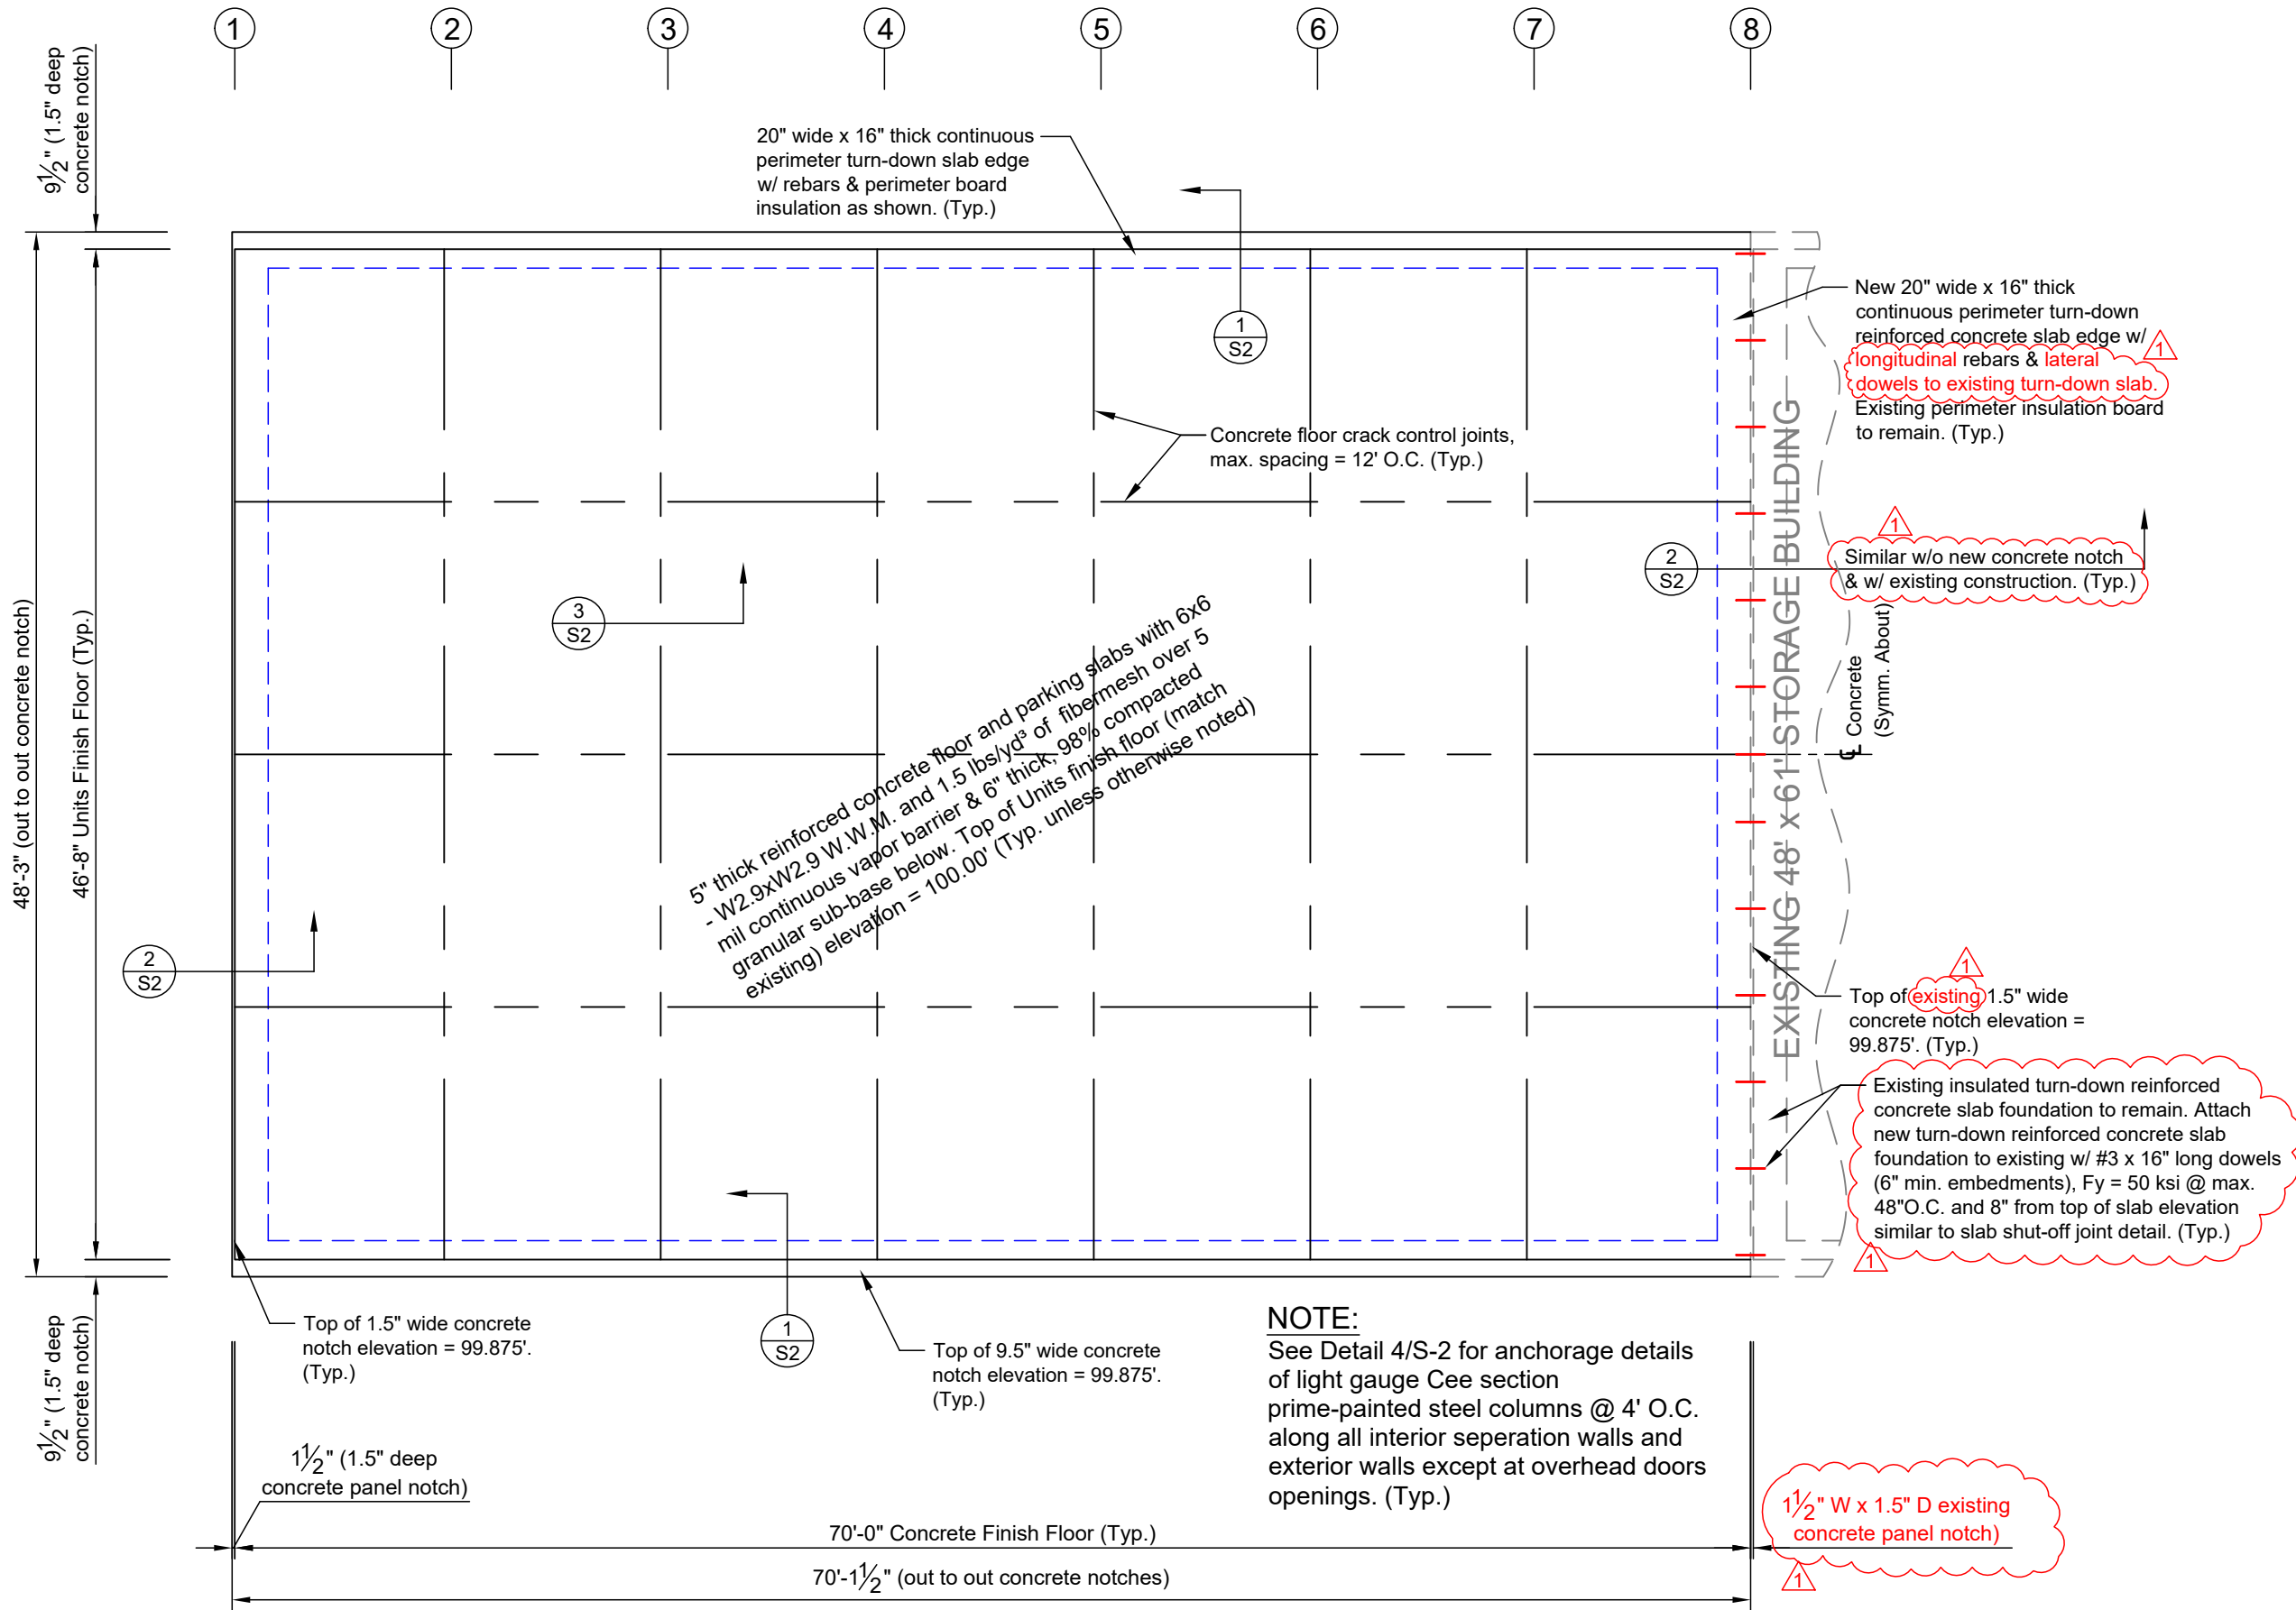 1 2 3 4 5 6 7 8
9½" (1.5" deep
concrete notch)
20" wide x 16" thick continuous
perimeter turn-down slab edge
w/ rebars & perimeter board
insulation as shown. (Typ.)
1
S2
New 20" wide x 16" thick
continuous perimeter turn-down
reinforced concrete slab edge w/
longitudinal rebars & lateral
dowels to existing turn-down slab.
Existing perimeter insulation board
to remain. (Typ.)
1
Concrete floor crack control joints,
max. spacing = 12' O.C. (Typ.)
1
Similar w/o new concrete notch
& w/ existing construction. (Typ.)
2
S2
3
S2
EXISTING 48' x 61' STORAGE BUILDING
℄ Concrete
(Symm. About)
48'-3" (out to out concrete notch)
46'-8" Units Finish Floor (Typ.)
5" thick reinforced concrete floor and parking slabs with 6x6
- W2.9xW2.9 W.W.M. and 1.5 lbs/yd³ of fibermesh over 5
mil continuous vapor barrier & 6" thick, 98% compacted
granular sub-base below. Top of Units finish floor (match
existing) elevation = 100.00' (Typ. unless otherwise noted)
2
S2
1
Top of existing 1.5" wide
concrete notch elevation =
99.875'. (Typ.)
Existing insulated turn-down reinforced
concrete slab foundation to remain. Attach
new turn-down reinforced concrete slab
foundation to existing w/ #3 x 16" long dowels
(6" min. embedments), Fy = 50 ksi @ max.
48"O.C. and 8" from top of slab elevation
similar to slab shut-off joint detail. (Typ.)
1
9½" (1.5" deep
concrete notch)
Top of 1.5" wide concrete
notch elevation = 99.875'.
(Typ.)
1
S2
Top of 9.5" wide concrete
notch elevation = 99.875'.
(Typ.)
NOTE:
See Detail 4/S-2 for anchorage details
of light gauge Cee section
prime-painted steel columns @ 4' O.C.
along all interior seperation walls and
exterior walls except at overhead doors
openings. (Typ.)
1½" (1.5" deep
concrete panel notch)
1½" W x 1.5" D existing
concrete panel notch)
1
70'-0" Concrete Finish Floor (Typ.)
70'-1½" (out to out concrete notches)